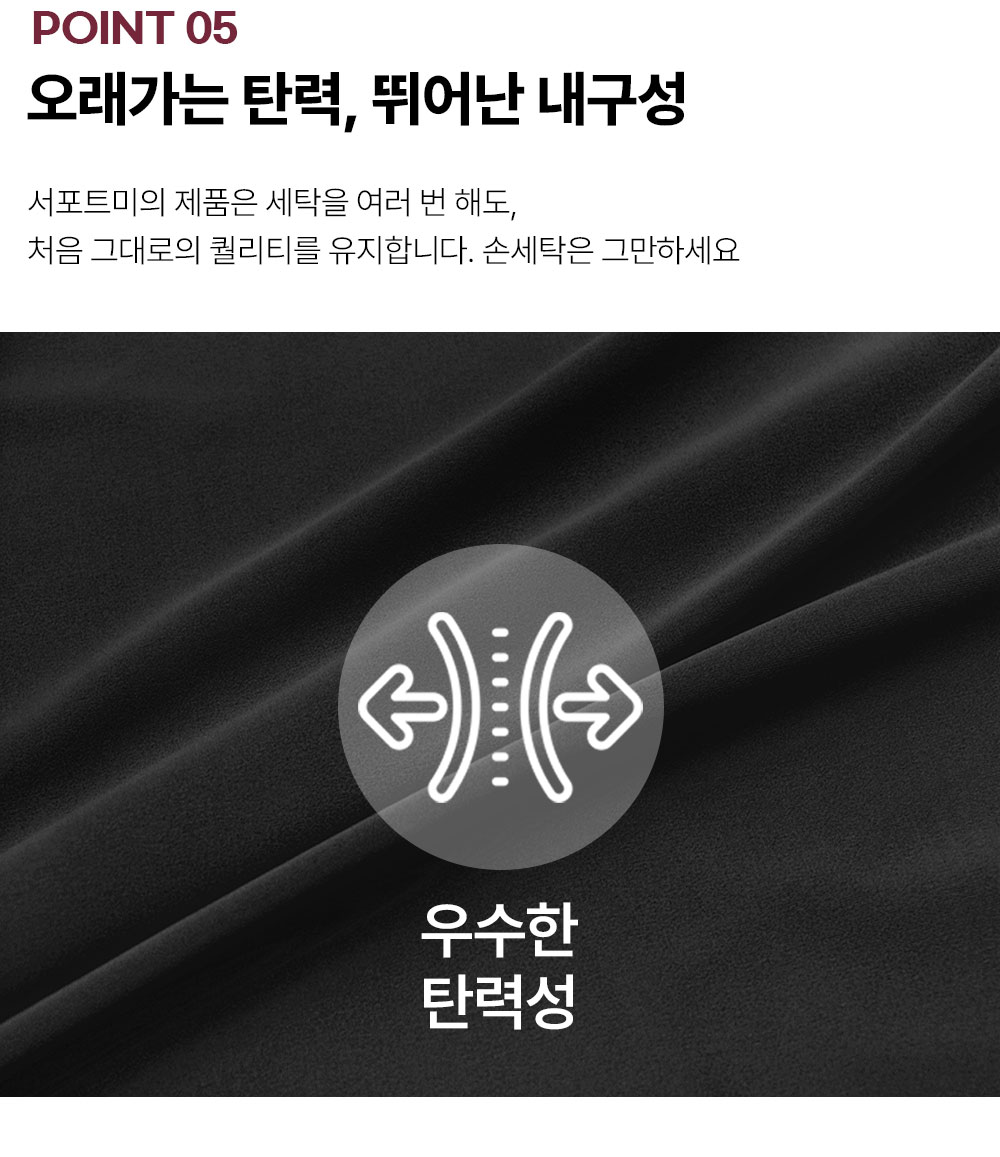 POINT 05
오래가는 탄력, 뛰어난 내구성
서포트미의 제품은 세탁을 여러 번 해도,
처음 그대로의 퀄리티를 유지합니다. 손세탁은 그만하세요
우수한
탄력성